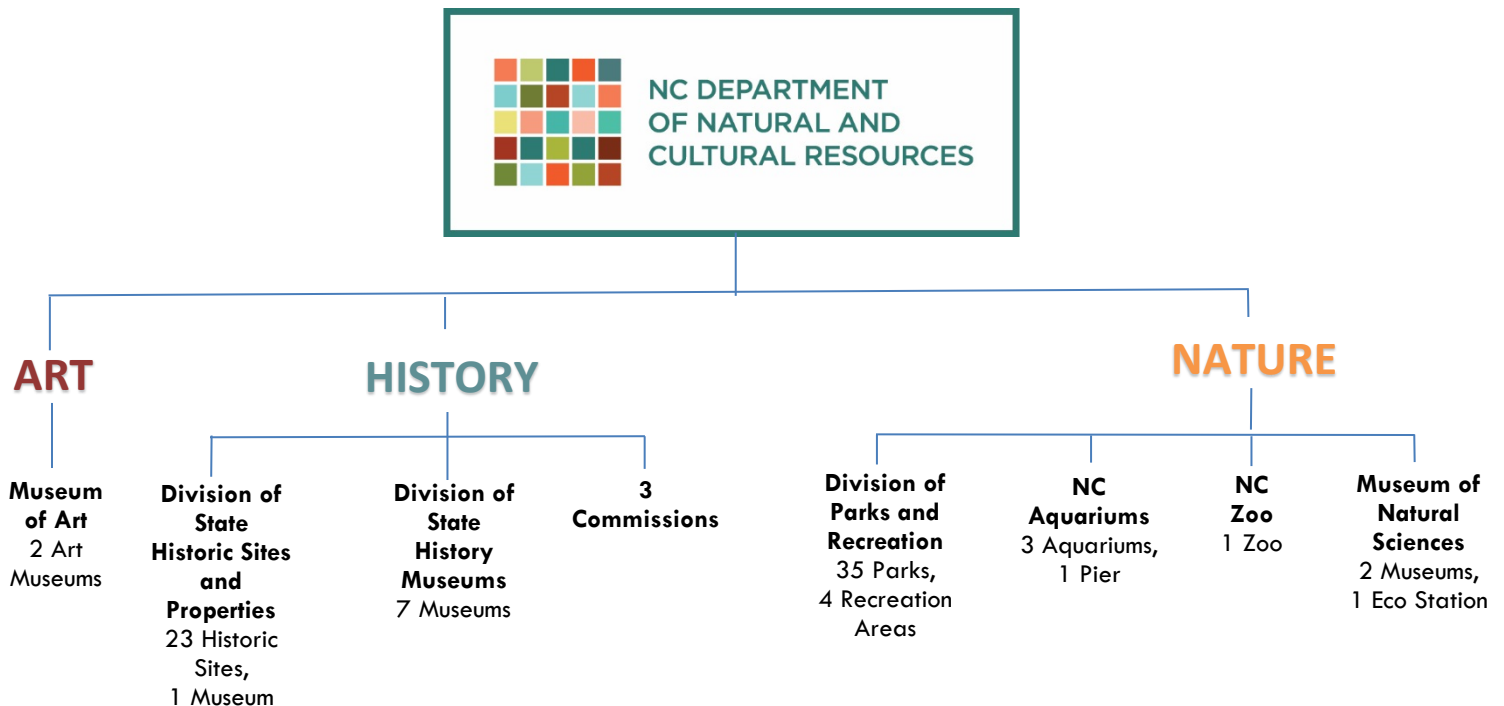 NC DEPARTMENT
OF NATURAL AND
CULTURAL RESOURCES
ART
HISTORY
NATURE
Museum
of Art
2 Art
Museums
Division of
State
Historic Sites
and
Properties
23 Historic
Sites,
1 Museum
Division of
State
History
Museums
7 Museums
3
Commissions
Division of
Parks and
Recreation
35 Parks,
4 Recreation
Areas
NC
Aquariums
3 Aquariums,
1 Pier
NC
Zoo
1 Zoo
Museum of
Natural
Sciences
2 Museums,
1 Eco Station